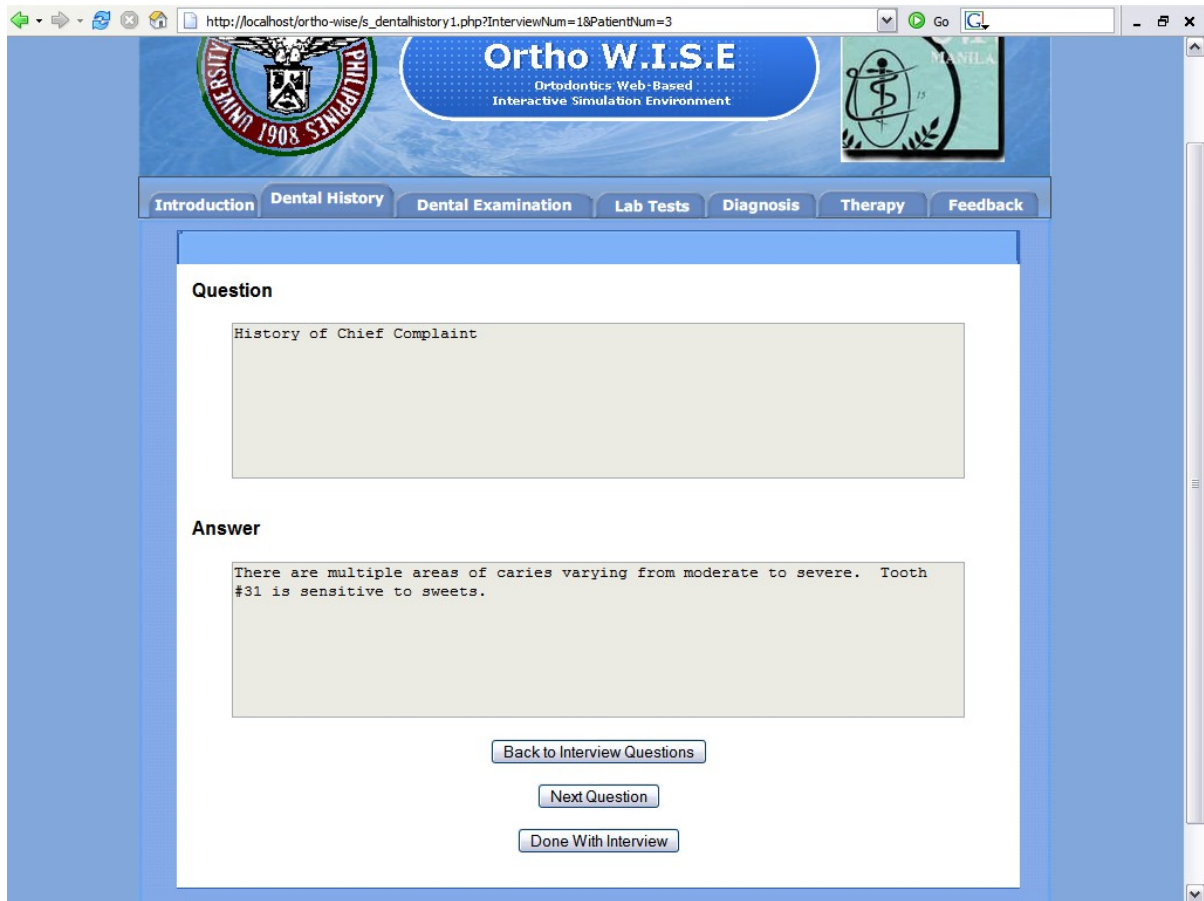 http://localhost/ortho-wise/s_dentalhistory1.php?InterviewNum=1&PatientNum=3
Go
UNIVERSITY
PHILIPPINES
1908
Ortho W.I.S.E
Ortodontics Web-Based
Interactive Simulation Environment
MANILA
15
Introduction
Dental History
Dental Examination
Lab Tests
Diagnosis
Therapy
Feedback
Question
History of Chief Complaint
Answer
There are multiple areas of caries varying from moderate to severe. Tooth
#31 is sensitive to sweets.
Back to Interview Questions
Next Question
Done With Interview